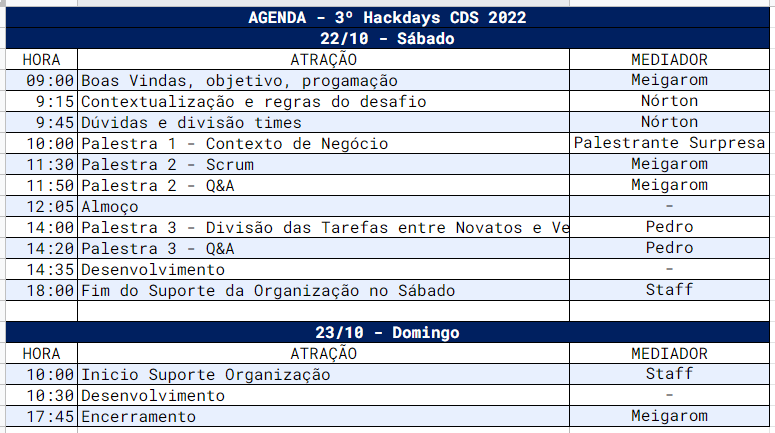 AGENDA - 3º Hackdays CDS 2022
22/10 - Sábado
HORA ATRAÇÃO MEDIADOR
09:00 Boas Vindas, objetivo, progamação Meigarom
9:15 Contextualização e regras do desafio Nórton
9:45 Dúvidas e divisão times Nórton
10:00 Palestra 1 - Contexto de Negócio Palestrante Surpresa
11:30 Palestra 2 - Scrum Meigarom
11:50 Palestra 2 - Q&A Meigarom
12:05 Almoço -
14:00 Palestra 3 - Divisão das Tarefas entre Novatos e Ve Pedro
14:20 Palestra 3 - Q&A Pedro
14:35 Desenvolvimento -
18:00 Fim do Suporte da Organização no Sábado Staff
23/10 - Domingo
HORA ATRAÇÃO MEDIADOR
10:00 Inicio Suporte Organização Staff
10:30 Desenvolvimento -
17:45 Encerramento Meigarom